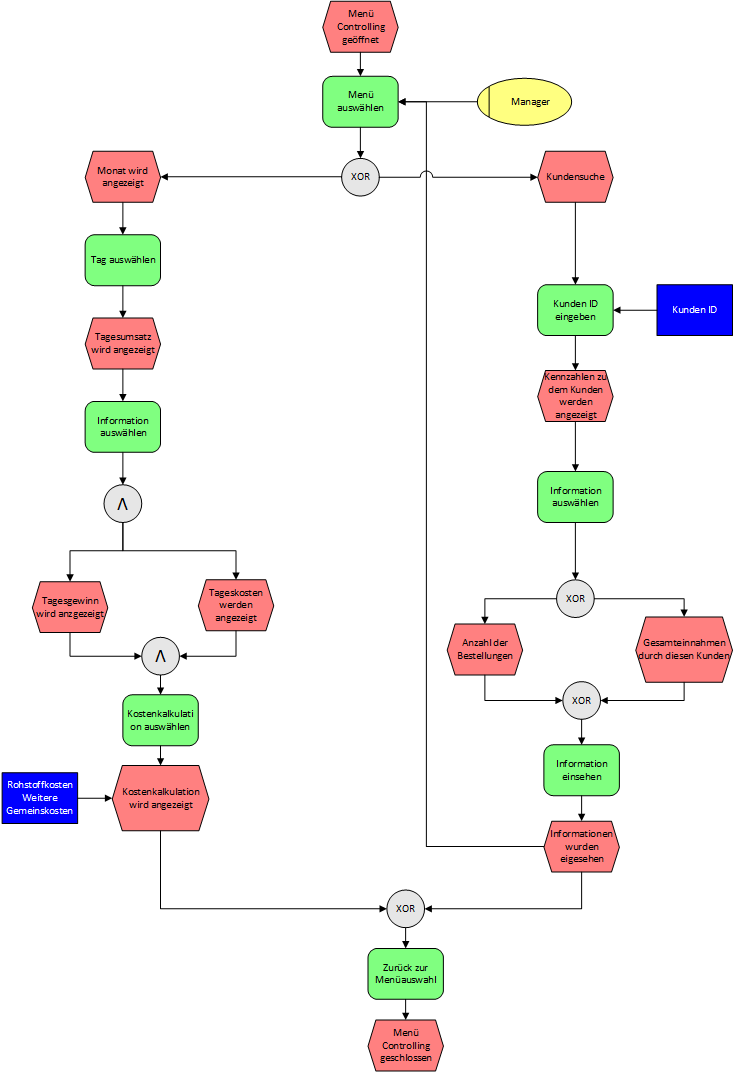 Menü
Controlling
geöffnet
Menü
auswählen
Manager
Monat wird
angezeigt
XOR
Kundensuche
Tag auswählen
Kunden ID
eingeben
Kunden ID
Tagesumsatz
wird angezeigt
Kennzahlen zu
dem Kunden
werden
angezeigt
Information
auswählen
Information
auswählen
Λ
Tagesgewinn
wird anzgezeigt
Tageskosten
werden
angezeigt
XOR
Anzahl der
Bestellungen
Gesamteinnahmen
durch diesen Kunden
Λ
XOR
Kostenkalkulati
on auswählen
Information
einsehen
Rohstoffkosten
Weitere
Gemeinskosten
Kostenkalkulation
wird angezeigt
Informationen
wurden
eigesehen
XOR
Zurück zur
Menüauswahl
Menü
Controlling
geschlossen